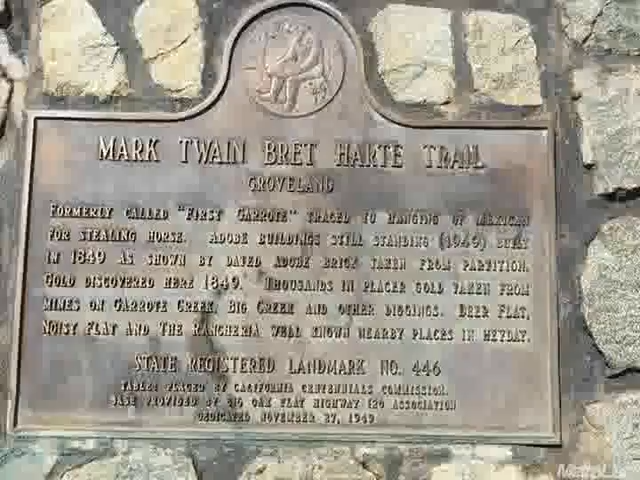 MARK TWAIN BRET HARTE TRAIL
GROVELAND
FORMERLY CALLED "FIRST GARROTE" TRACED TO HANGING OF MEXICAN
FOR STEALING HORSE. ADOBE BUILDINGS STILL STANDING (1949) BUILT
IN 1849 AS SHOWN BY DATED ADOBE BRICK TAKEN FROM PARTITION.
GOLD DISCOVERED HERE 1849. THOUSANDS IN PLACER GOLD TAKEN FROM
MINES ON GARROTE CREEK, BIG CREEK AND OTHER DIGGINGS. DEER FLAT,
NOISY FLAT AND THE RANCHERIA WELL KNOWN NEARBY PLACES IN HEYDAY.
STATE REGISTERED LANDMARK NO. 446
TABLET PLACED BY CALIFORNIA CENTENNIALS COMMISSION.
BASE PROVIDED BY BIG OAK FLAT HIGHWAY 120 ASSOCIATION
DEDICATED NOVEMBER 27, 1949